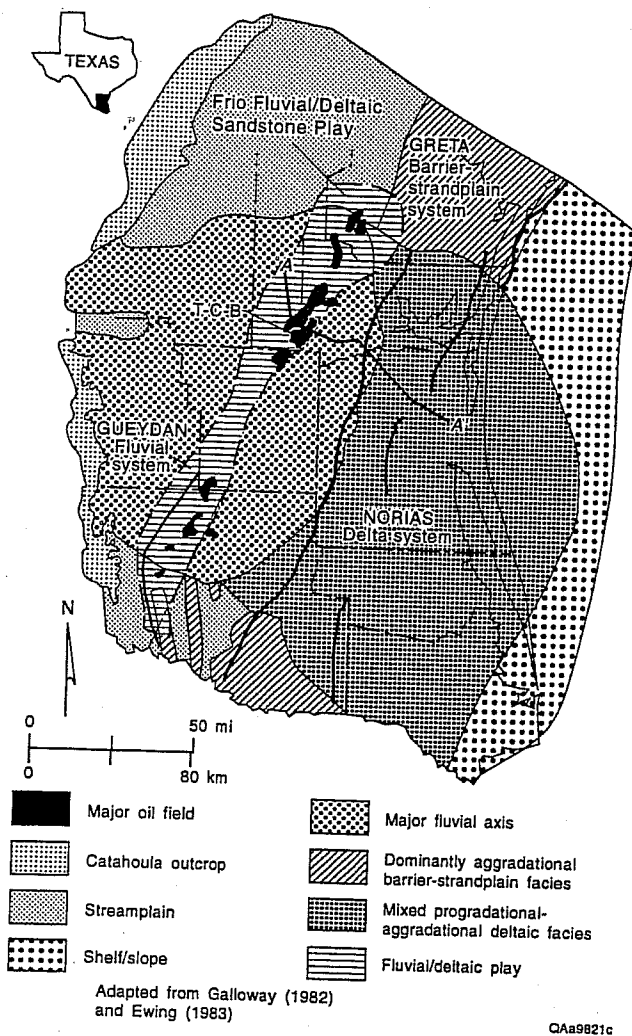 TEXAS
Frio Fluvial/Deltaic
Sandstone Play
GRETA
Barrier-
strandplain
system
A
T.C.B.
A'
GUEYDAN
Fluvial
system
NORIAS
Delta system
N
0 50 mi
0 80 km
Major oil field
Major fluvial axis
Catahoula outcrop
Dominantly aggradational
barrier-strandplain facies
Streamplain
Mixed progradational-
aggradational deltaic facies
Shelf/slope
Fluvial/deltaic play
Adapted from Galloway (1982)
and Ewing (1983)
QAa9821c